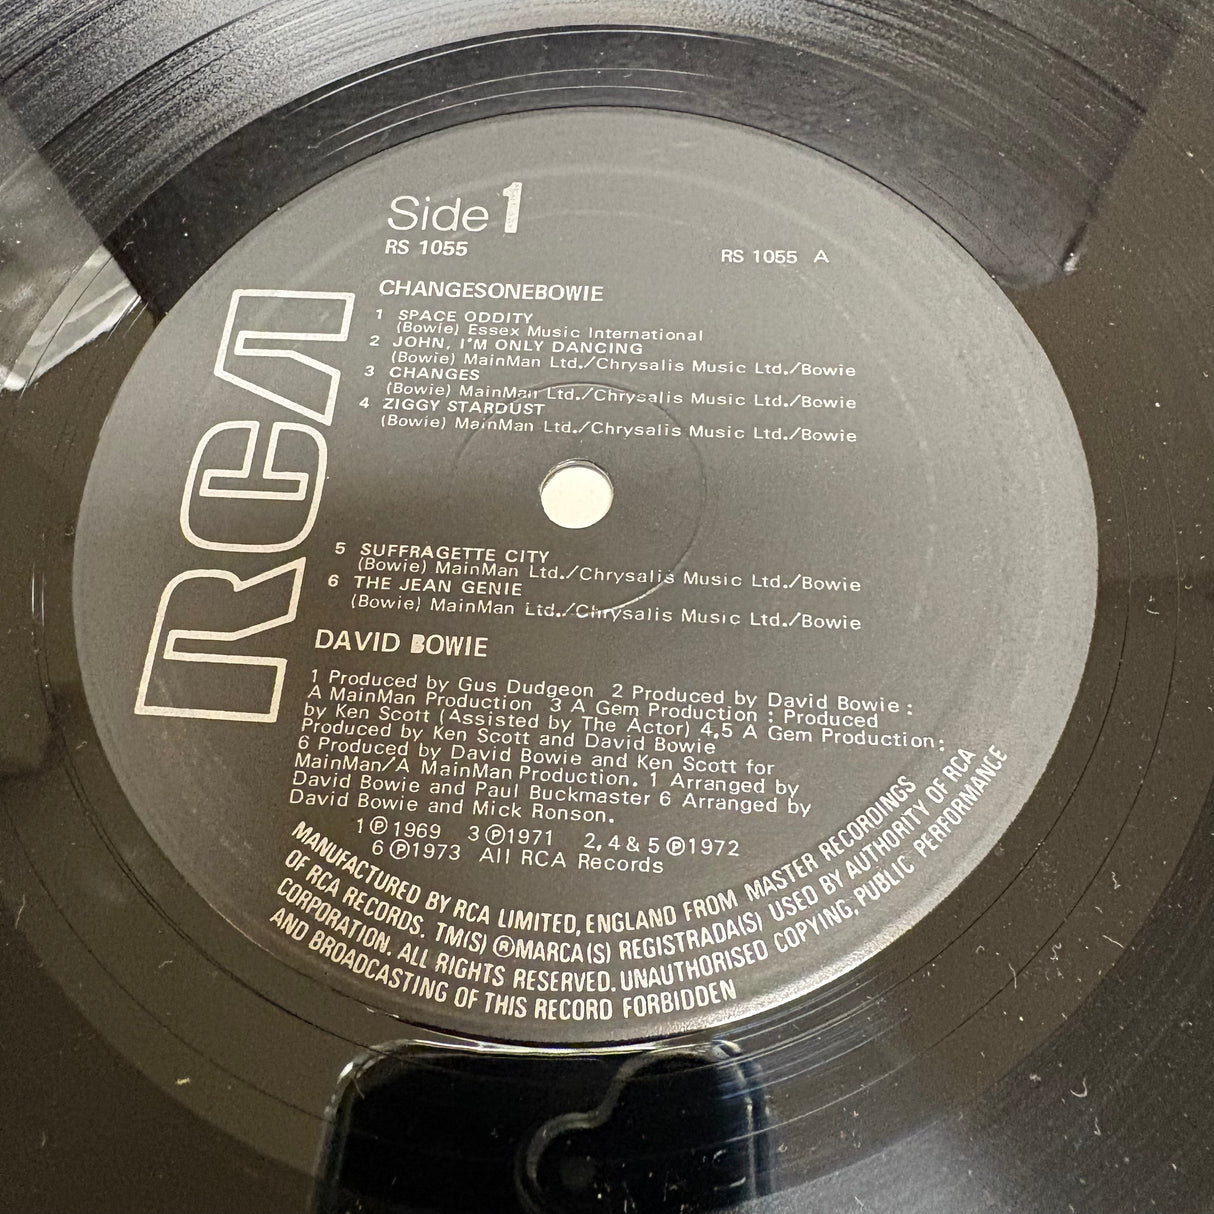 Side 1
RS 1055
RS 1055 A
CHANGESONEBOWIE
1 SPACE ODDITY
(Bowie) Essex Music International
2 JOHN, I'M ONLY DANCING
(Bowie) MainMan Ltd./Chrysalis Music Ltd./Bowie
3 CHANGES
(Bowie) MainMan Ltd./Chrysalis Music Ltd./Bowie
4 ZIGGY STARDUST
(Bowie) MainMan Ltd./Chrysalis Music Ltd./Bowie
RCA
5 SUFFRAGETTE CITY
(Bowie) MainMan Ltd./Chrysalis Music Ltd./Bowie
6 THE JEAN GENIE
(Bowie) MainMan Ltd./Chrysalis Music Ltd./Bowie
DAVID BOWIE
1 Produced by Gus Dudgeon 2 Produced by David Bowie :
A MainMan Production 3 A Gem Production : Produced
by Ken Scott (Assisted by The Actor) 4,5 A Gem Production:
Produced by Ken Scott and David Bowie
6 Produced by David Bowie and Ken Scott for
MainMan/A MainMan Production. 1 Arranged by
David Bowie and Paul Buckmaster 6 Arranged by
David Bowie and Mick Ronson.
1 ℗ 1969 3 ℗ 1971 2, 4 & 5 ℗ 1972
6 ℗ 1973 All RCA Records
MANUFACTURED BY RCA LIMITED, ENGLAND FROM MASTER RECORDINGS
OF RCA RECORDS. TM(S) ® MARCA(S) REGISTRADA(S) USED BY AUTHORITY OF RCA
CORPORATION. ALL RIGHTS RESERVED. UNAUTHORISED COPYING, PUBLIC PERFORMANCE
AND BROADCASTING OF THIS RECORD FORBIDDEN